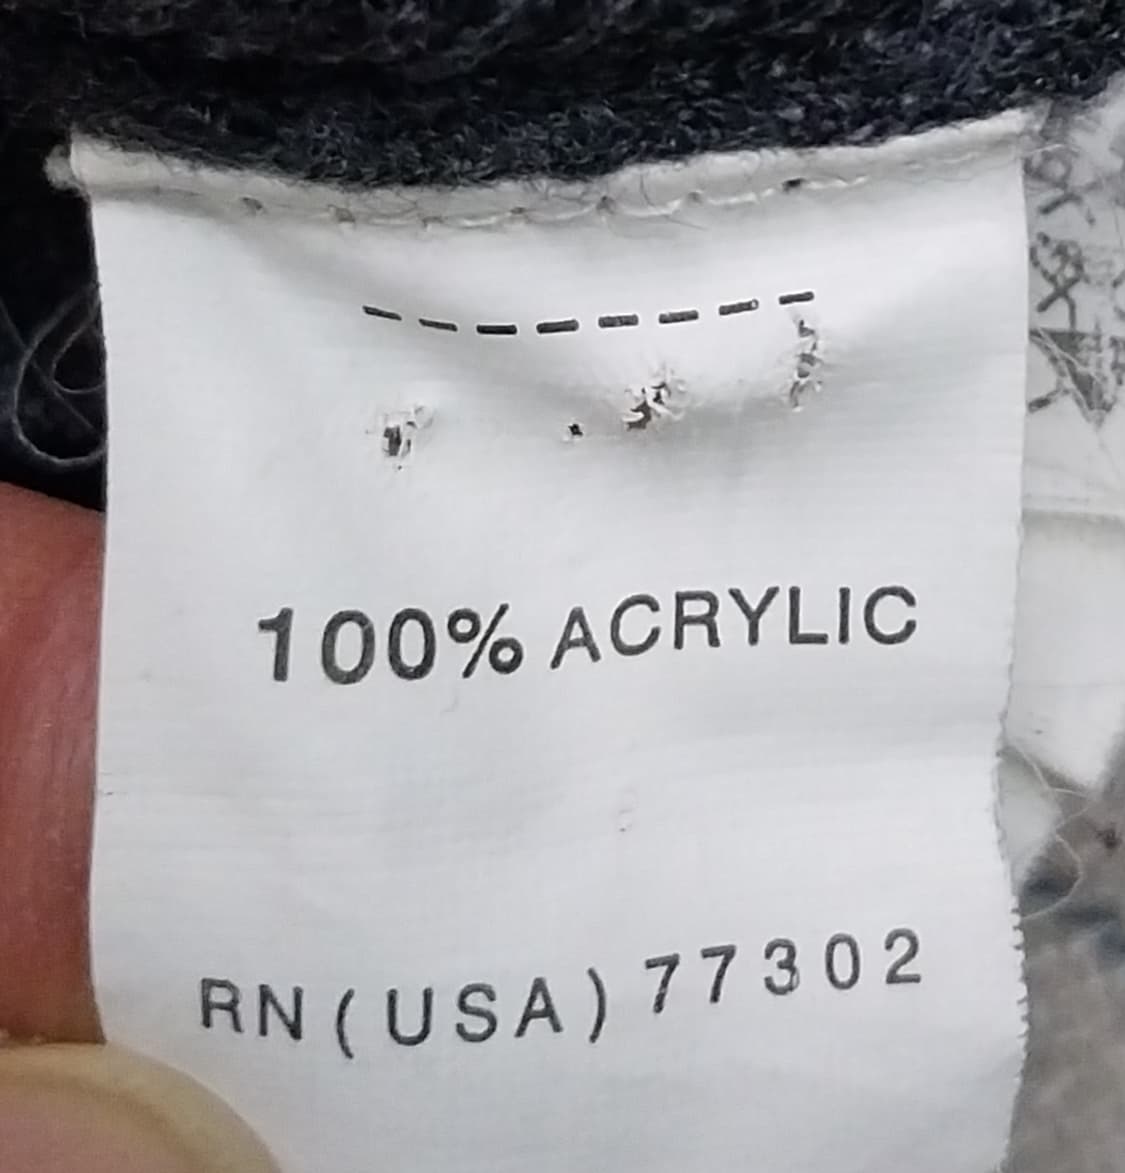 100% ACRYLIC
RN (USA) 77302